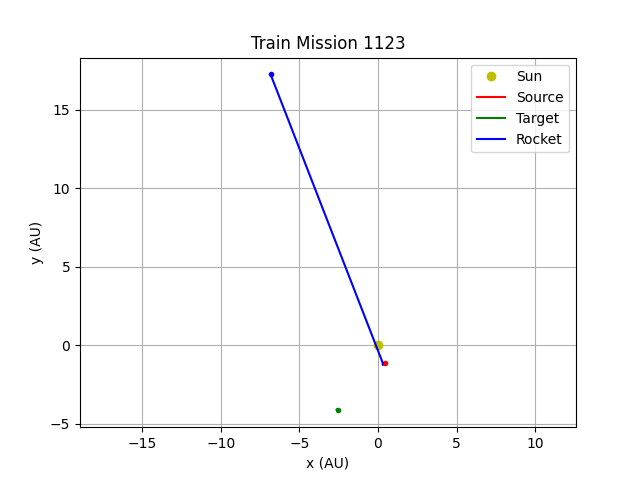 Train Mission 1123
Sun
Source
Target
Rocket
15
10
5
0
−5
−15
−10
−5
0
5
10
y (AU)
x (AU)